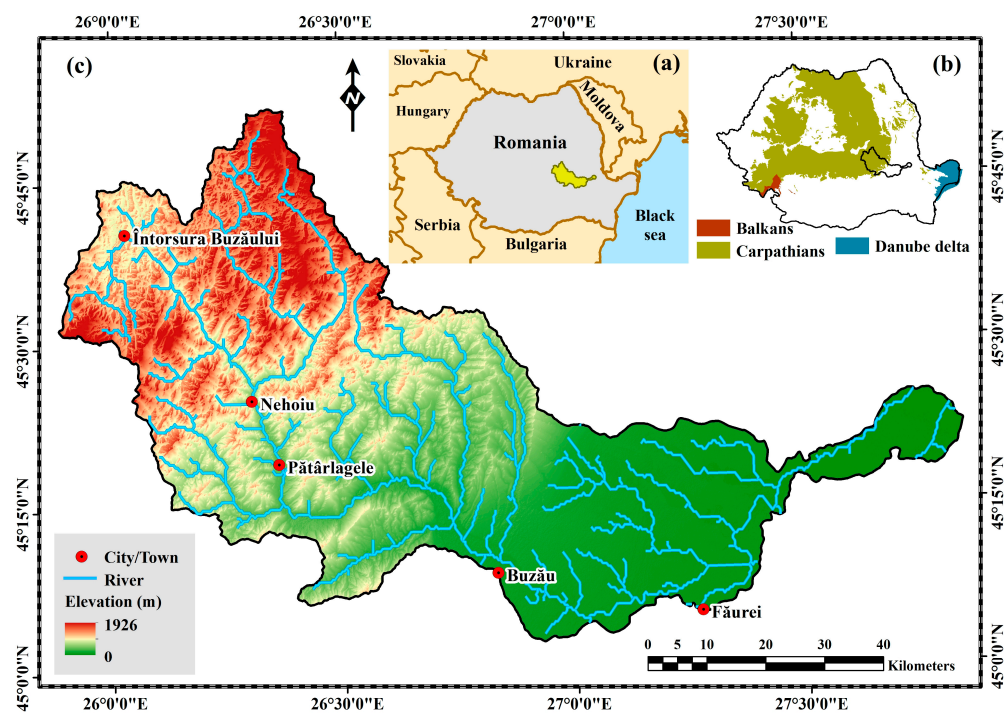 26°0'0"E
26°30'0"E
27°0'0"E
27°30'0"E
(c)
N
(a)
Slovakia
Ukraine
Hungary
Moldova
Romania
Serbia
Bulgaria
Black
sea
(b)
Balkans
Carpathians
Danube delta
45°45'0"N
45°30'0"N
45°15'0"N
45°0'0"N
45°45'0"N
45°30'0"N
45°15'0"N
45°0'0"N
Întorsura Buzăului
Nehoiu
Pătârlagele
Buzău
Făurei
City/Town
River
Elevation (m)
1926
0
0 5 10 20 30 40
Kilometers
26°0'0"E
26°30'0"E
27°0'0"E
27°30'0"E